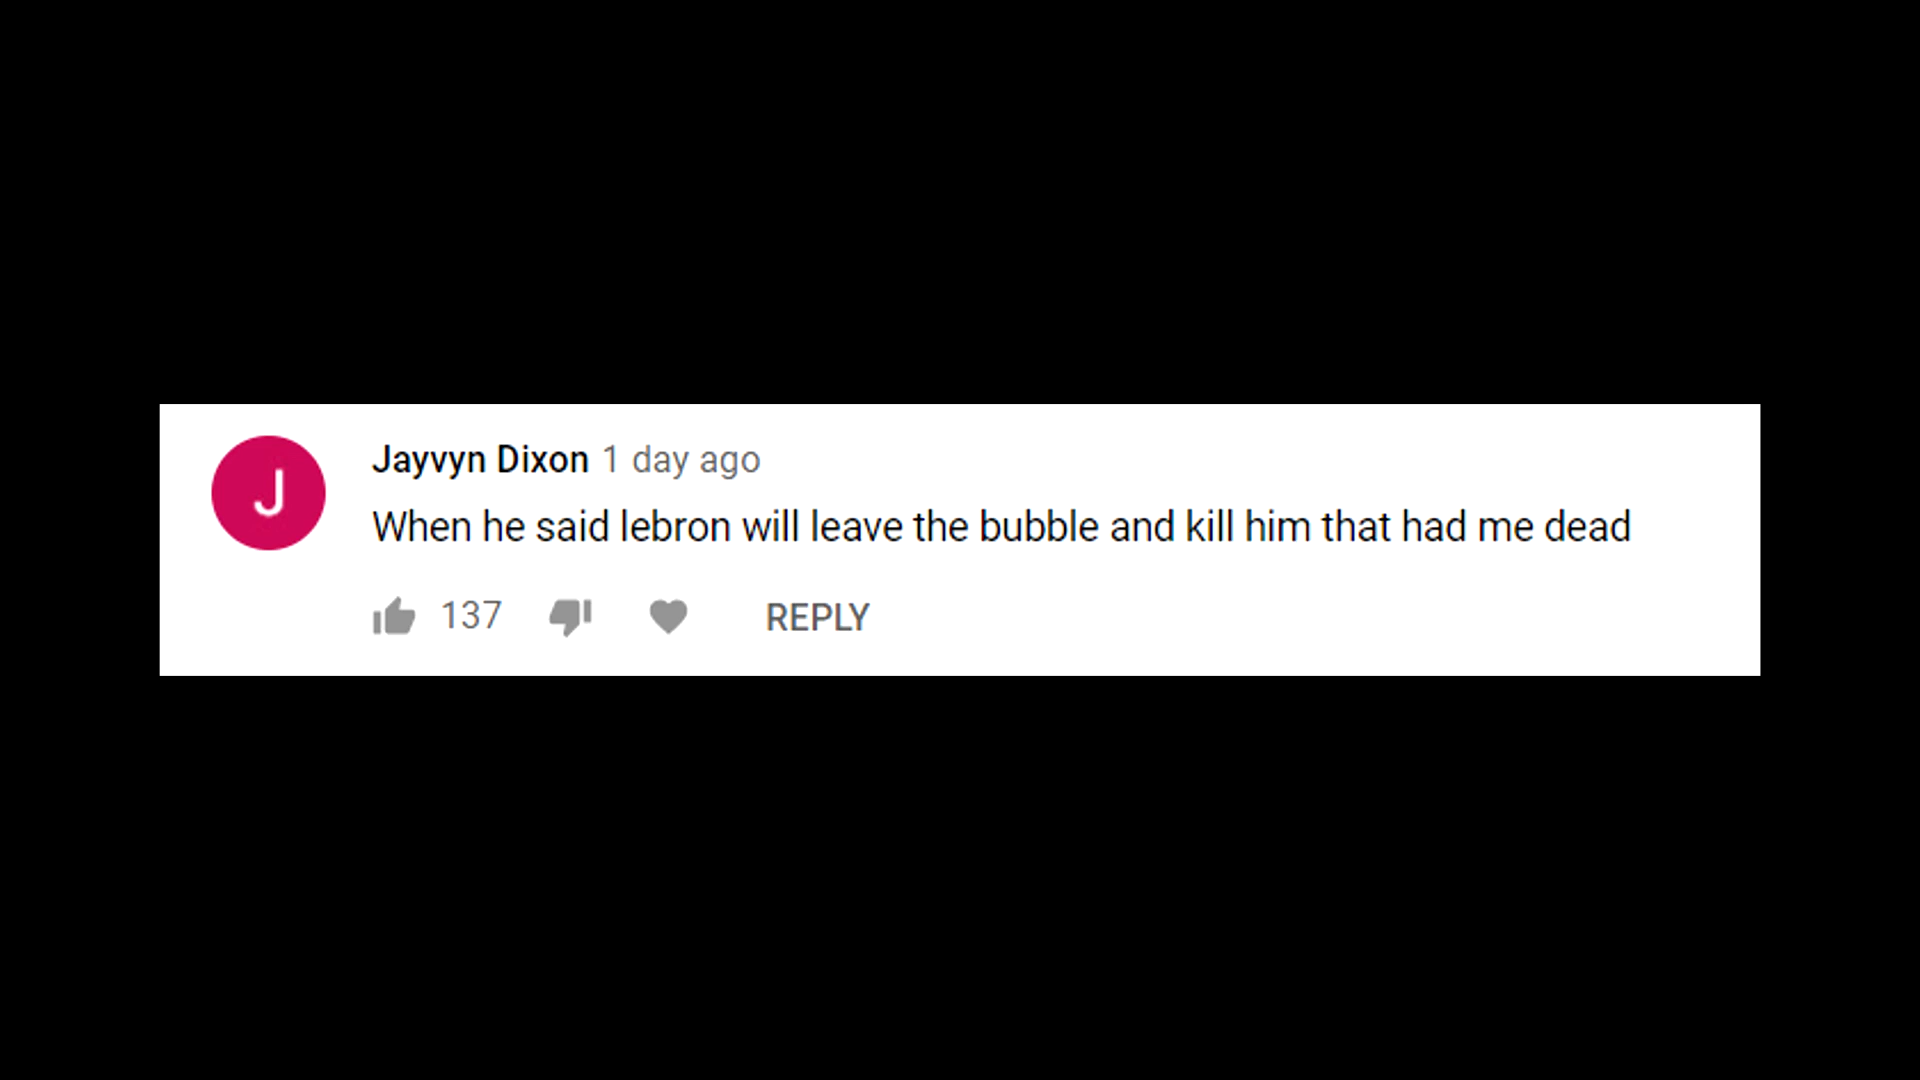 J
Jayvyn Dixon 1 day ago
When he said lebron will leave the bubble and kill him that had me dead
137 REPLY